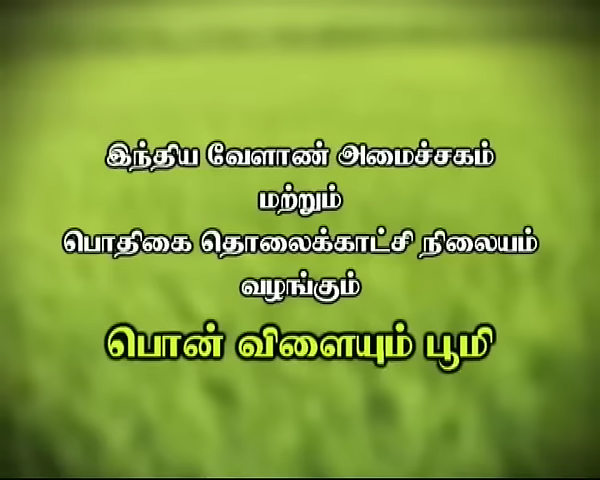 இந்திய வேளாண் அமைச்சகம்
மற்றும்
பொதிகை தொலைக்காட்சி நிலையம்
வழங்கும்
பொன் விளையும் பூமி